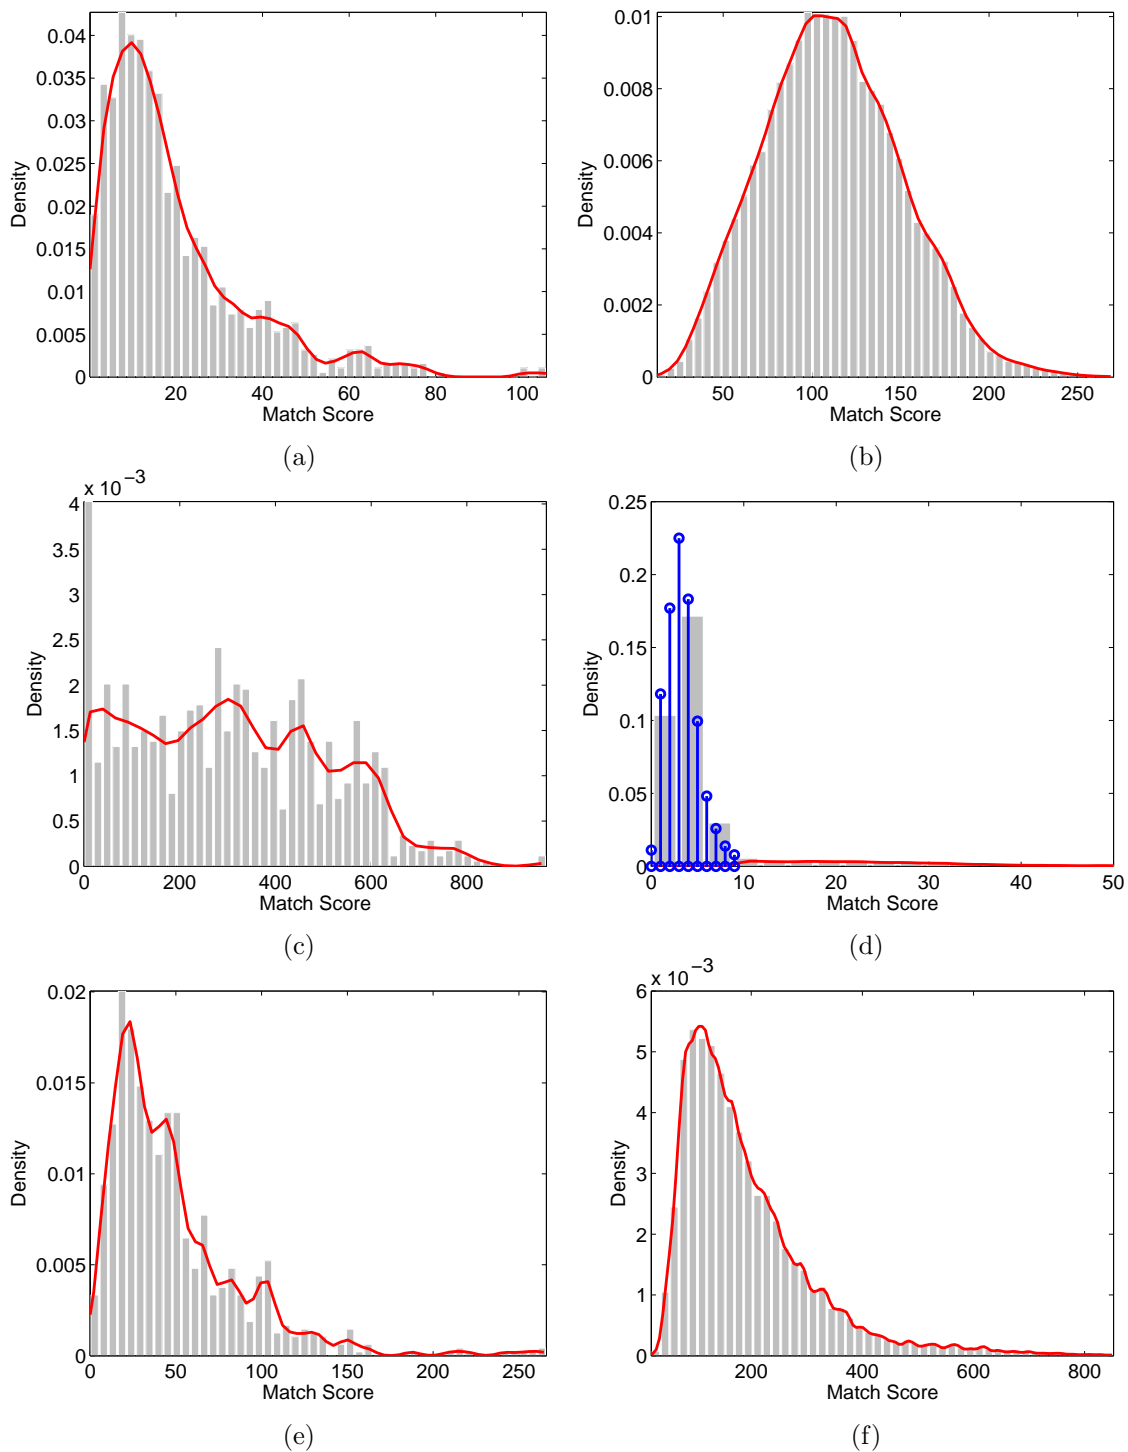 0.04
0.035
0.03
0.025
0.02
0.015
0.01
0.005
0
Density
20 40 60 80 100
Match Score
(a)
0.01
0.008
0.006
0.004
0.002
0
Density
50 100 150 200 250
Match Score
(b)
x 10 −3
4
3.5
3
2.5
2
1.5
1
0.5
0
Density
0 200 400 600 800
Match Score
(c)
0.25
0.2
0.15
0.1
0.05
0
Density
0 10 20 30 40 50
Match Score
(d)
0.02
0.015
0.01
0.005
0
Density
0 50 100 150 200 250
Match Score
(e)
x 10 −3
6
5
4
3
2
1
0
Density
200 400 600 800
Match Score
(f)